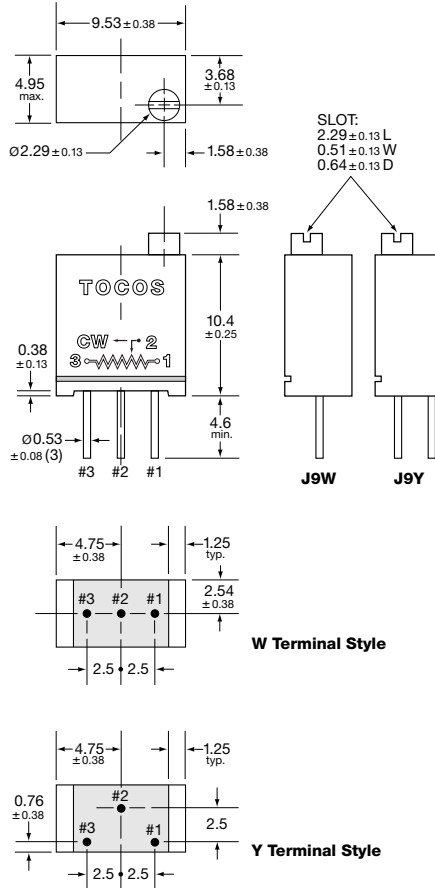 9.53 ±0.38
4.95 max.
3.68 ±0.13
Ø2.29 ±0.13
1.58 ±0.38
SLOT:
2.29 ±0.13 L
0.51 ±0.13 W
0.64 ±0.13 D
1.58 ±0.38
TOCOS
CW 2
3 1
10.4 ±0.25
0.38 ±0.13
4.6 min.
Ø0.53 ±0.08 (3)
#3 #2 #1
J9W J9Y
4.75 ±0.38
1.25 typ.
2.54 ±0.38
#3 #2 #1
W Terminal Style
2.5 2.5
4.75 ±0.38
1.25 typ.
0.76 ±0.38
#2
#3 #1
2.5
Y Terminal Style
2.5 2.5